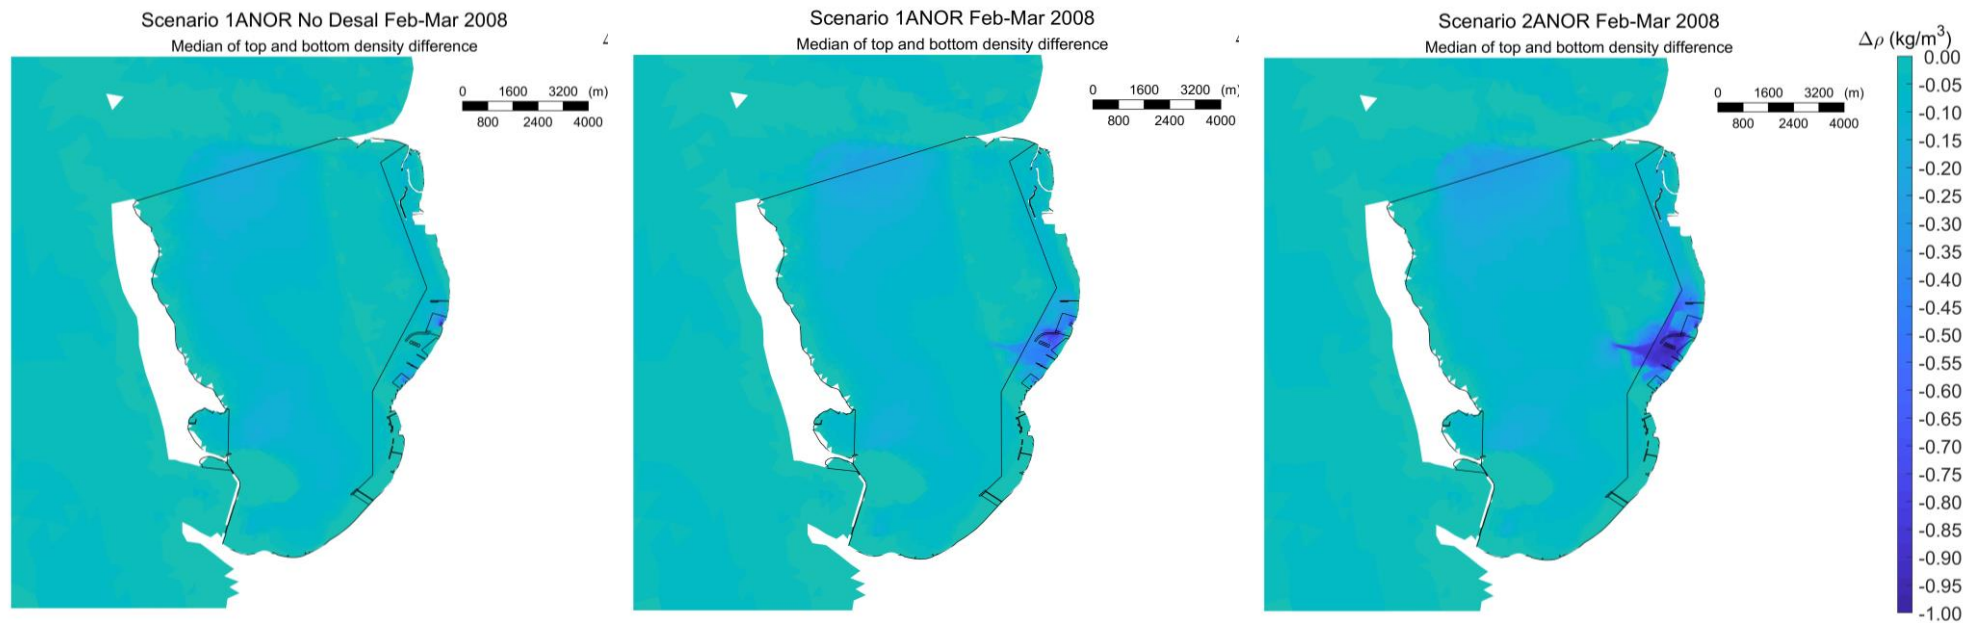 Scenario 1ANOR No Desal Feb-Mar 2008
Median of top and bottom density difference
0 1600 3200 (m)
800 2400 4000
Scenario 1ANOR Feb-Mar 2008
Median of top and bottom density difference
0 1600 3200 (m)
800 2400 4000
Scenario 2ANOR Feb-Mar 2008
Median of top and bottom density difference
0 1600 3200 (m)
800 2400 4000
Δρ (kg/m³)
0.00
-0.05
-0.10
-0.15
-0.20
-0.25
-0.30
-0.35
-0.40
-0.45
-0.50
-0.55
-0.60
-0.65
-0.70
-0.75
-0.80
-0.85
-0.90
-0.95
-1.00